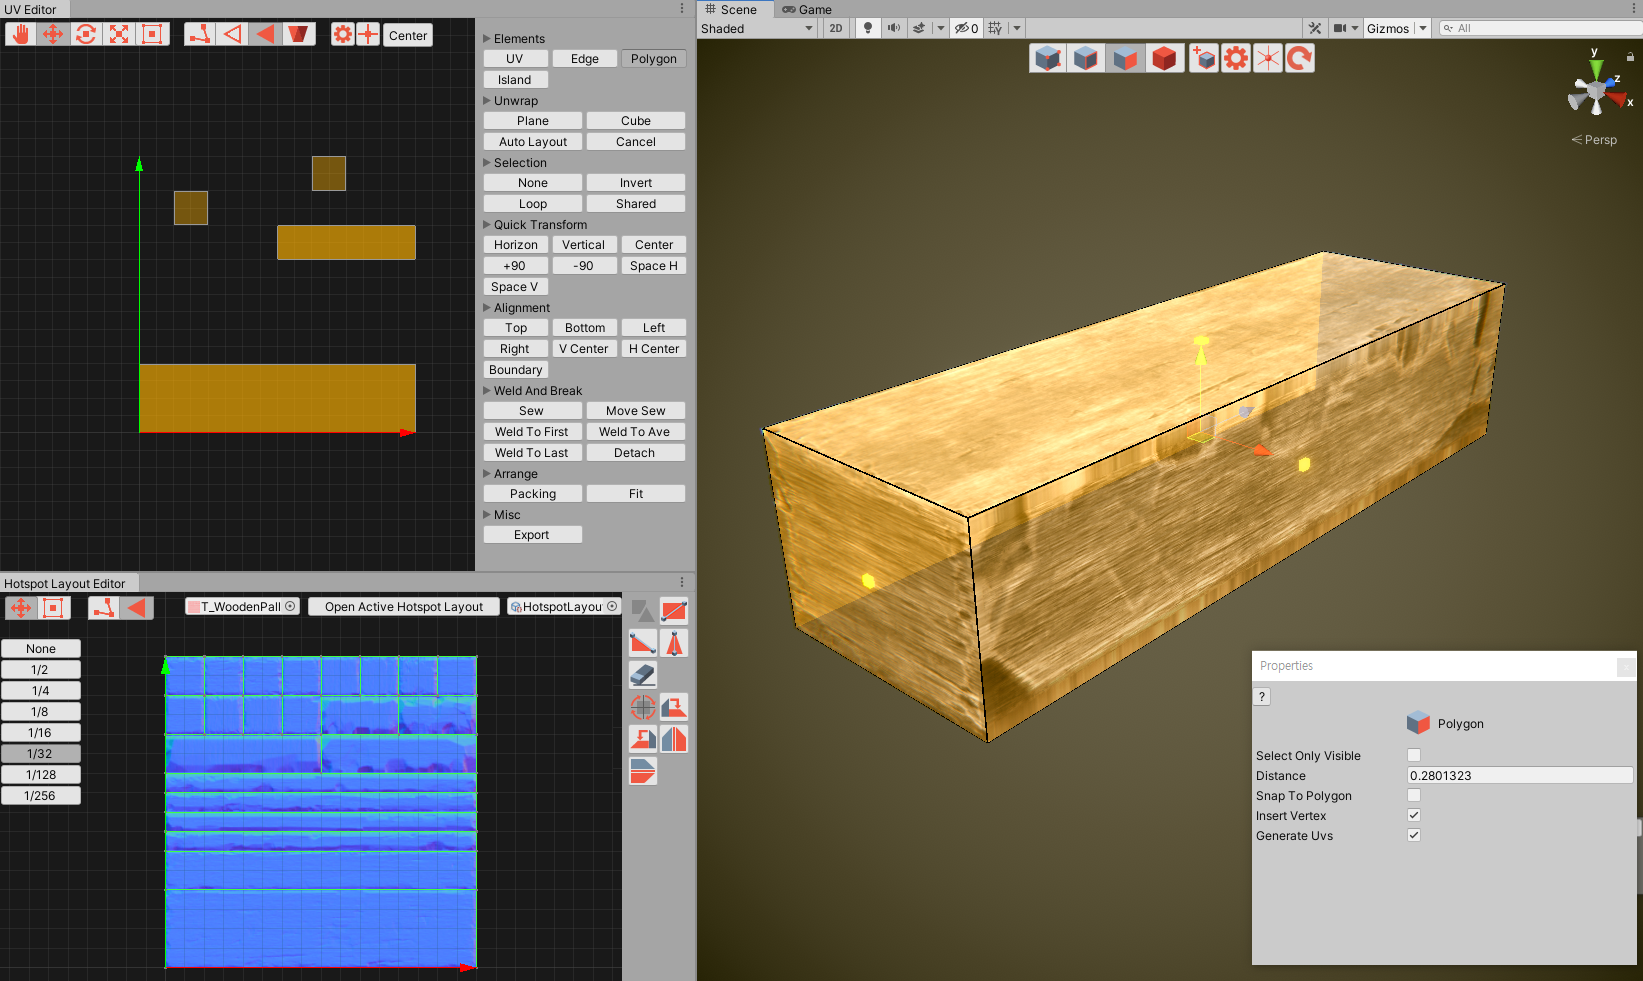 UV Editor
Center
Elements
UV Edge Polygon
Island
Unwrap
Plane Cube
Auto Layout Cancel
Selection
None Invert
Loop Shared
Quick Transform
Horizon Vertical Center
+90 -90 Space H
Space V
Alignment
Top Bottom Left
Right V Center H Center
Boundary
Weld And Break
Sew Move Sew
Weld To First Weld To Ave
Weld To Last Detach
Arrange
Packing Fit
Misc
Export
Hotspot Layout Editor
T_WoodenPall Open Active Hotspot Layout HotspotLayou
None
1/2
1/4
1/8
1/16
1/32
1/128
1/256
Scene Game
Shaded 2D 0 Gizmos All
y
z
x
Persp
Properties
?
Polygon
Select Only Visible
Distance 0.2801323
Snap To Polygon
Insert Vertex
Generate Uvs